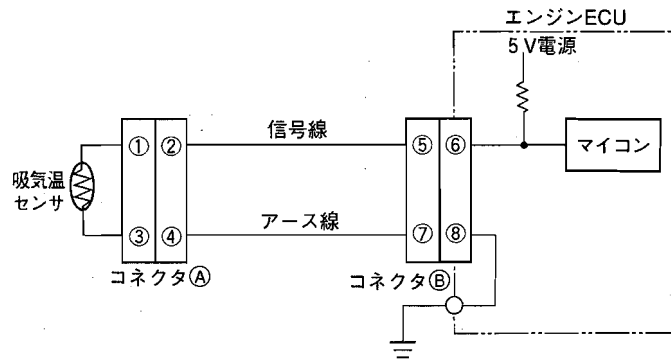 エンジンECU
5V電源
信号線
① ② ⑤ ⑥
マイコン
吸気温
センサ
アース線
③ ④ ⑦ ⑧
コネクタⒶ
コネクタⒷ